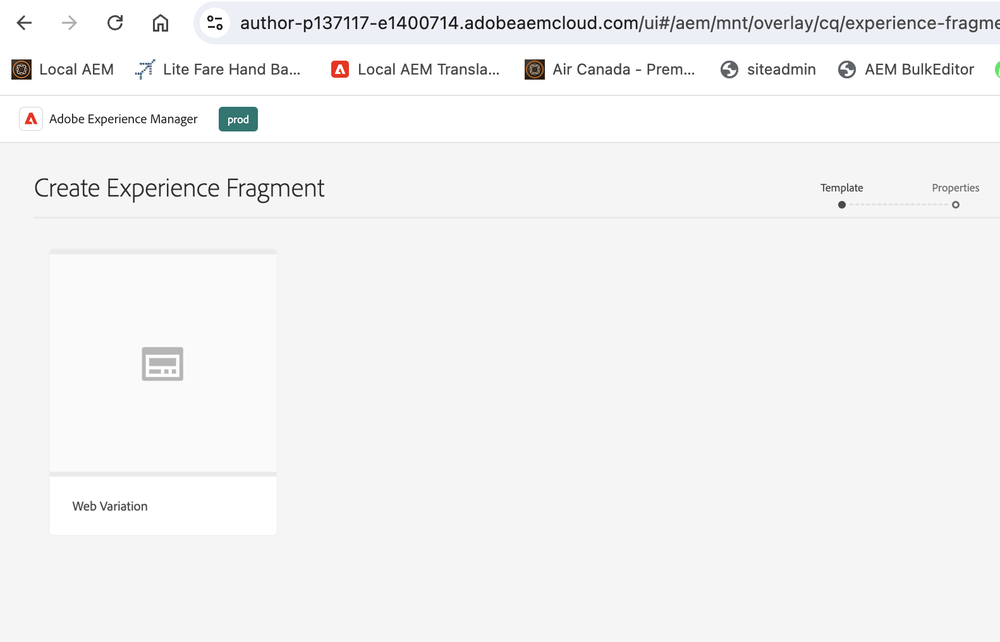 author-p137117-e1400714.adobeaemcloud.com/ui#/aem/mnt/overlay/cq/experience-fragme
Local AEM Lite Fare Hand Ba... Local AEM Transla... Air Canada - Prem... siteadmin AEM BulkEditor
Adobe Experience Manager prod
Create Experience Fragment
Template Properties
Web Variation